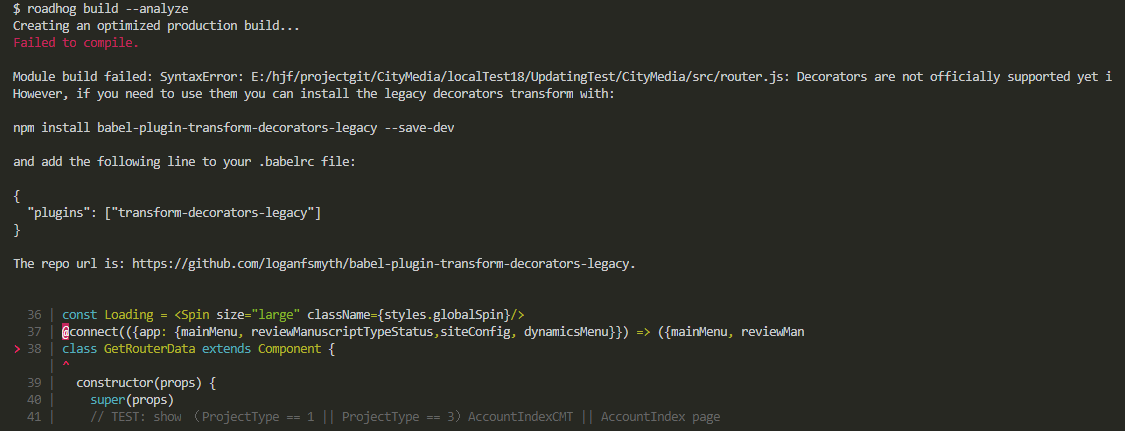 $ roadhog build --analyze
Creating an optimized production build...
Failed to compile.
Module build failed: SyntaxError: E:/hjf/projectgit/CityMedia/localTest18/UpdatingTest/CityMedia/src/router.js: Decorators are not officially supported yet i
However, if you need to use them you can install the legacy decorators transform with:
npm install babel-plugin-transform-decorators-legacy --save-dev
and add the following line to your .babelrc file:
{
  "plugins": ["transform-decorators-legacy"]
}
The repo url is: https://github.com/loganfsmyth/babel-plugin-transform-decorators-legacy.
  36 | const Loading = <Spin size="large" className={styles.globalSpin}/>
  37 | @connect(({app: {mainMenu, reviewManuscriptTypeStatus,siteConfig, dynamicsMenu}}) => ({mainMenu, reviewMan
> 38 | class GetRouterData extends Component {
     | ^
  39 |   constructor(props) {
  40 |     super(props)
  41 |     // TEST: show （ProjectType == 1 || ProjectType == 3）AccountIndexCMT || AccountIndex page